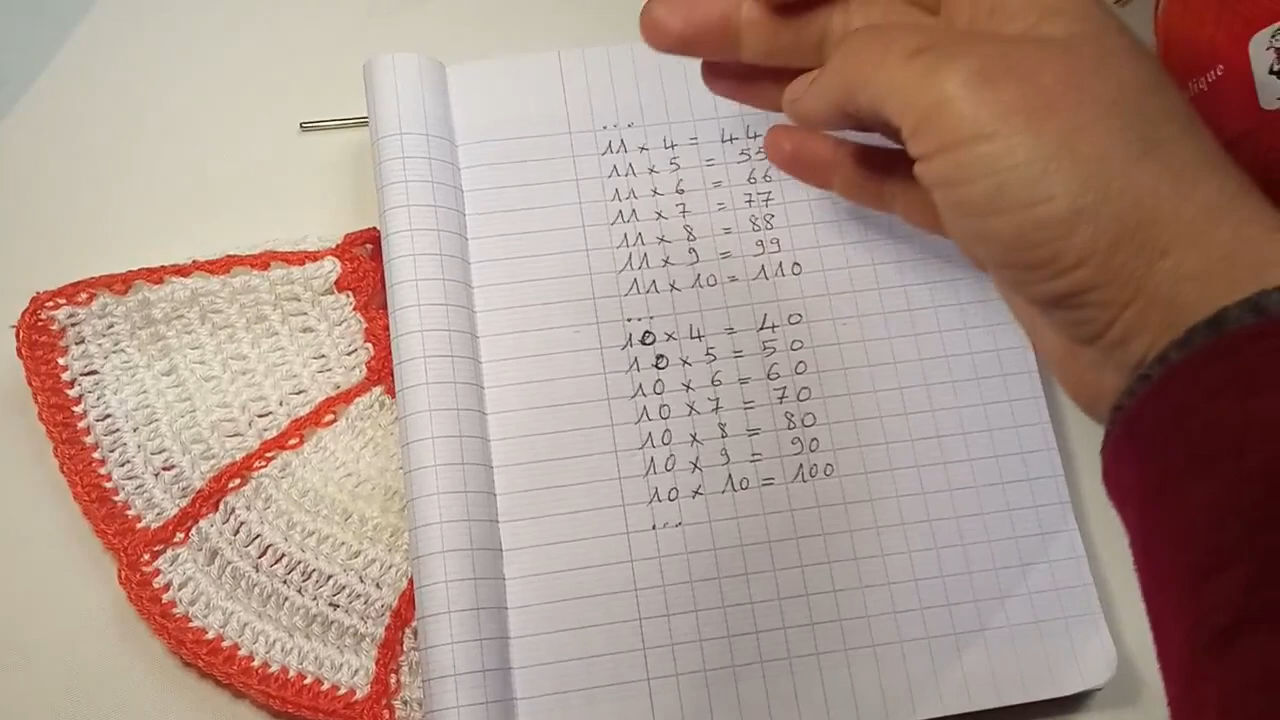 ...
11 × 4 = 44
11 × 5 = 55
11 × 6 = 66
11 × 7 = 77
11 × 8 = 88
11 × 9 = 99
11 × 10 = 110
...
10 × 4 = 40
10 × 5 = 50
10 × 6 = 60
10 × 7 = 70
10 × 8 = 80
10 × 9 = 90
10 × 10 = 100
...